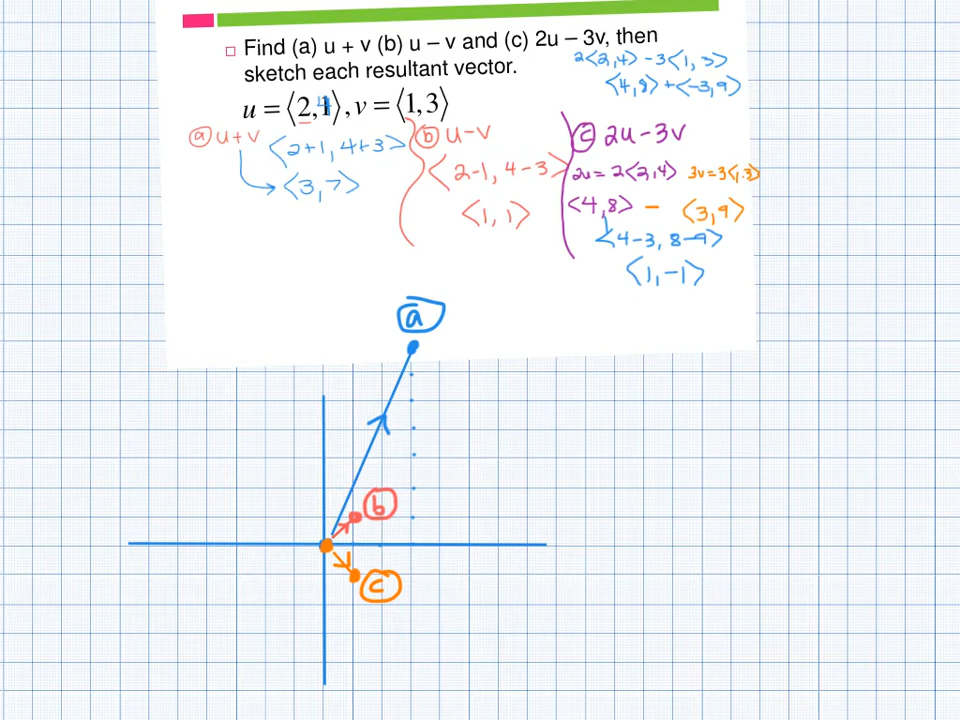 Find (a) u + v (b) u – v and (c) 2u – 3v, then
sketch each resultant vector.
2⟨2,4⟩ -3⟨1, 3⟩
⟨4,8⟩ +⟨-3, 9⟩
u = ⟨2,4⟩, v = ⟨1,3⟩
ⓐ u+v
⟨2+1, 4+3⟩
⟨3, 7⟩
ⓑ u-v
⟨2-1, 4-3⟩
⟨1, 1⟩
ⓒ 2u-3v
2u = 2⟨2,4⟩ 3v=3⟨1,3⟩
⟨4,8⟩ - ⟨3,9⟩
⟨4-3, 8-9⟩
⟨1,-1⟩
a
b
c